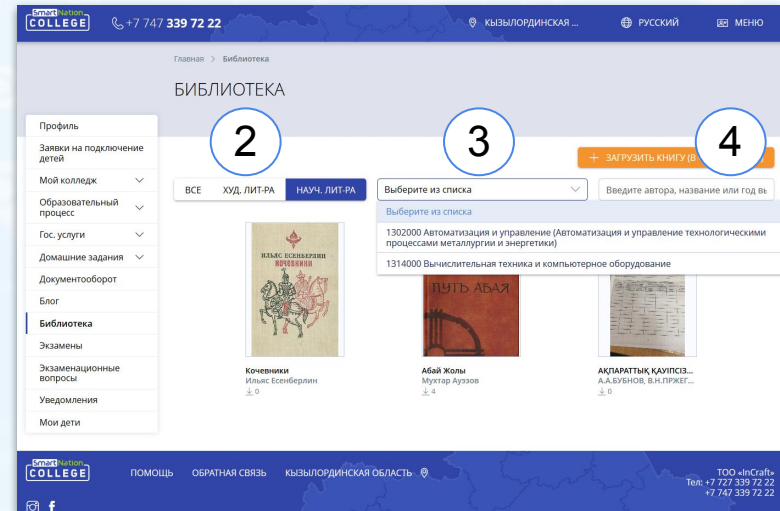 SmartNation
COLLEGE
+7 747 339 72 22
КЫЗЫЛОРДИНСКАЯ ...
РУССКИЙ
МЕНЮ
Главная > Библиотека
БИБЛИОТЕКА
2
3
4
Профиль
Заявки на подключение
детей
Мой колледж
Образовательный
процесс
Гос. услуги
Домашние задания
Документооборот
Блог
Библиотека
Экзамены
Экзаменационные
вопросы
Уведомления
Мои дети
+ ЗАГРУЗИТЬ КНИГУ (В
ВСЕ
ХУД. ЛИТ-РА
НАУЧ. ЛИТ-РА
Выберите из списка
Введите автора, название или год вь
Выберите из списка
1302000 Автоматизация и управление (Автоматизация и управление технологическими
процессами металлургии и энергетики)
1314000 Вычислительная техника и компьютерное оборудование
ИЛЬЯС ЕСЕНБЕРЛИН
КОЧЕВНИКИ
ПУТЬ АБАЯ
Кочевники
Ильяс Есенберлин
0
Абай Жолы
Мухтар Ауэзов
4
АҚПАРАТТЫҚ ҚАУІПСІЗ...
А.А.БУБНОВ, В.Н.ПРЖЕГ...
0
SmartNation
COLLEGE
ПОМОЩЬ
ОБРАТНАЯ СВЯЗЬ
КЫЗЫЛОРДИНСКАЯ ОБЛАСТЬ
ТОО «InCraft»
Тел: +7 727 339 72 22
+7 747 339 72 22